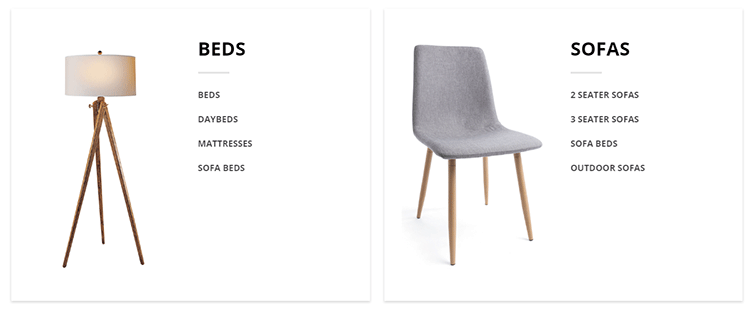 BEDS
BEDS
DAYBEDS
MATTRESSES
SOFA BEDS
SOFAS
2 SEATER SOFAS
3 SEATER SOFAS
SOFA BEDS
OUTDOOR SOFAS